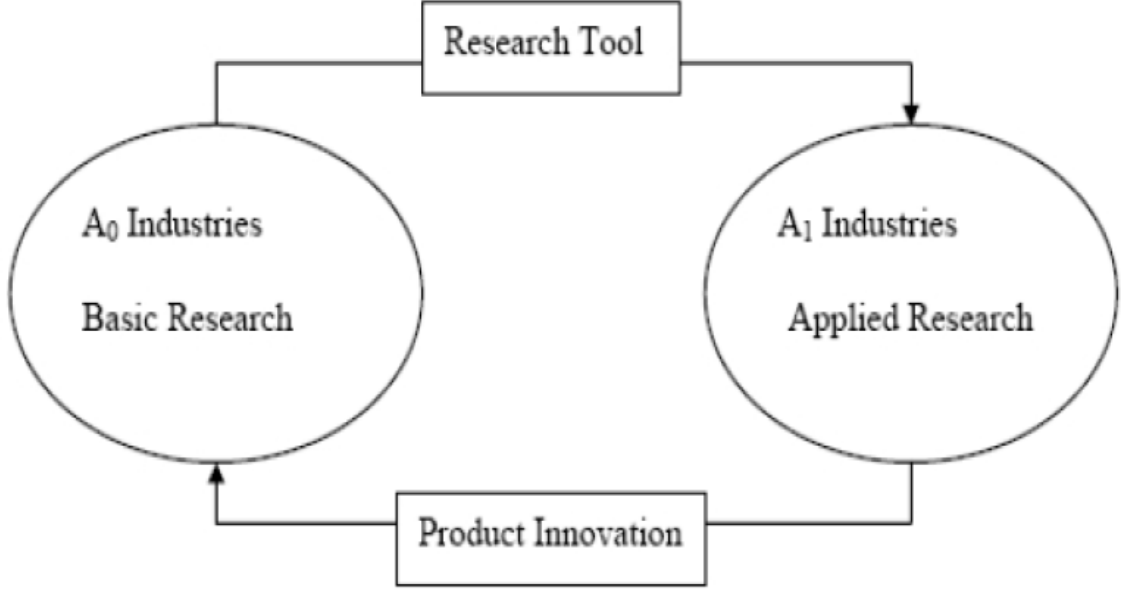 Research Tool
A₀ Industries
Basic Research
A₁ Industries
Applied Research
Product Innovation